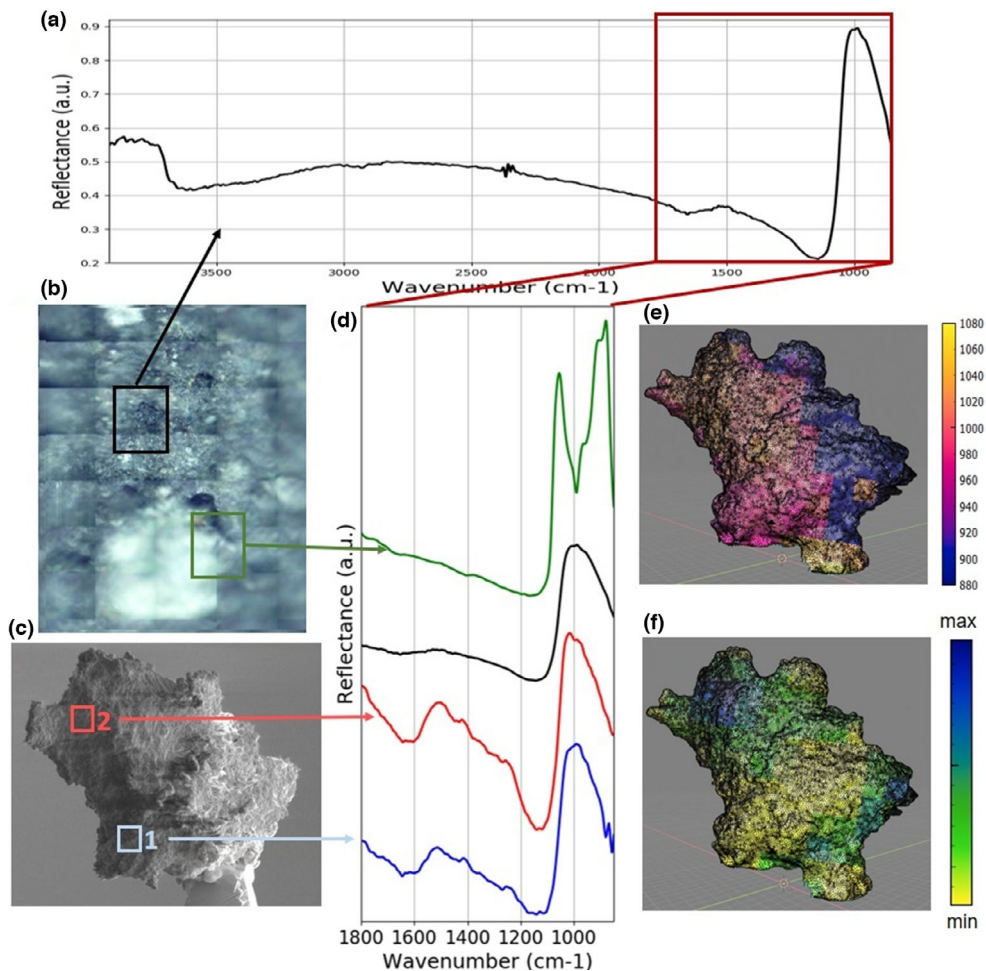 (a)
Reflectance (a.u.)
0.9
0.8
0.7
0.6
0.5
0.4
0.3
0.2
3500
3000
2500
2000
1500
1000
Wavenumber (cm-1)
(b)
(c)
2
1
(d)
Reflectance (a.u.)
1800 1600 1400 1200 1000
Wavenumber (cm-1)
(e)
1080
1060
1040
1020
1000
980
960
940
920
900
880
(f)
max
min